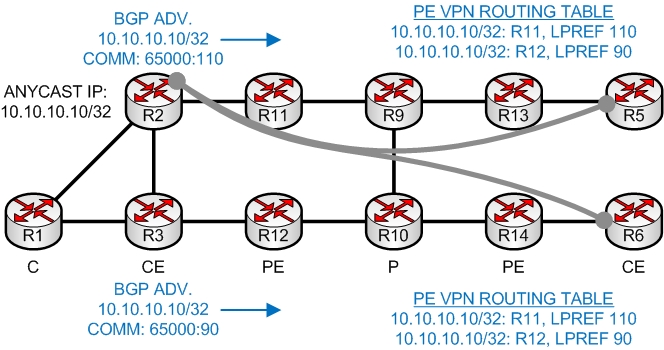 BGP ADV.
10.10.10.10/32
COMM: 65000:110
PE VPN ROUTING TABLE
10.10.10.10/32: R11, LPREF 110
10.10.10.10/32: R12, LPREF 90
ANYCAST IP:
10.10.10.10/32
R2
R11
R9
R13
R5
R1
R3
R12
R10
R14
R6
C
CE
PE
P
PE
CE
BGP ADV.
10.10.10.10/32
COMM: 65000:90
PE VPN ROUTING TABLE
10.10.10.10/32: R11, LPREF 110
10.10.10.10/32: R12, LPREF 90